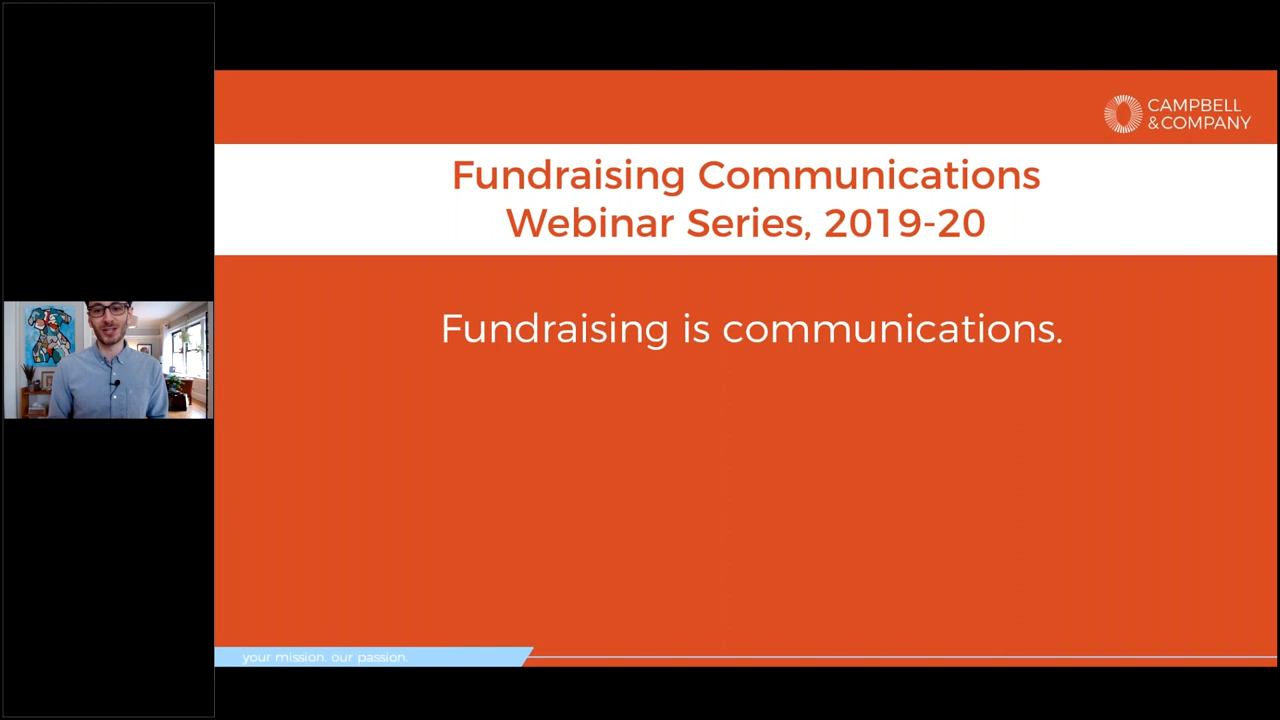 CAMPBELL
&COMPANY
Fundraising Communications
Webinar Series, 2019-20
Fundraising is communications.
your mission. our passion.